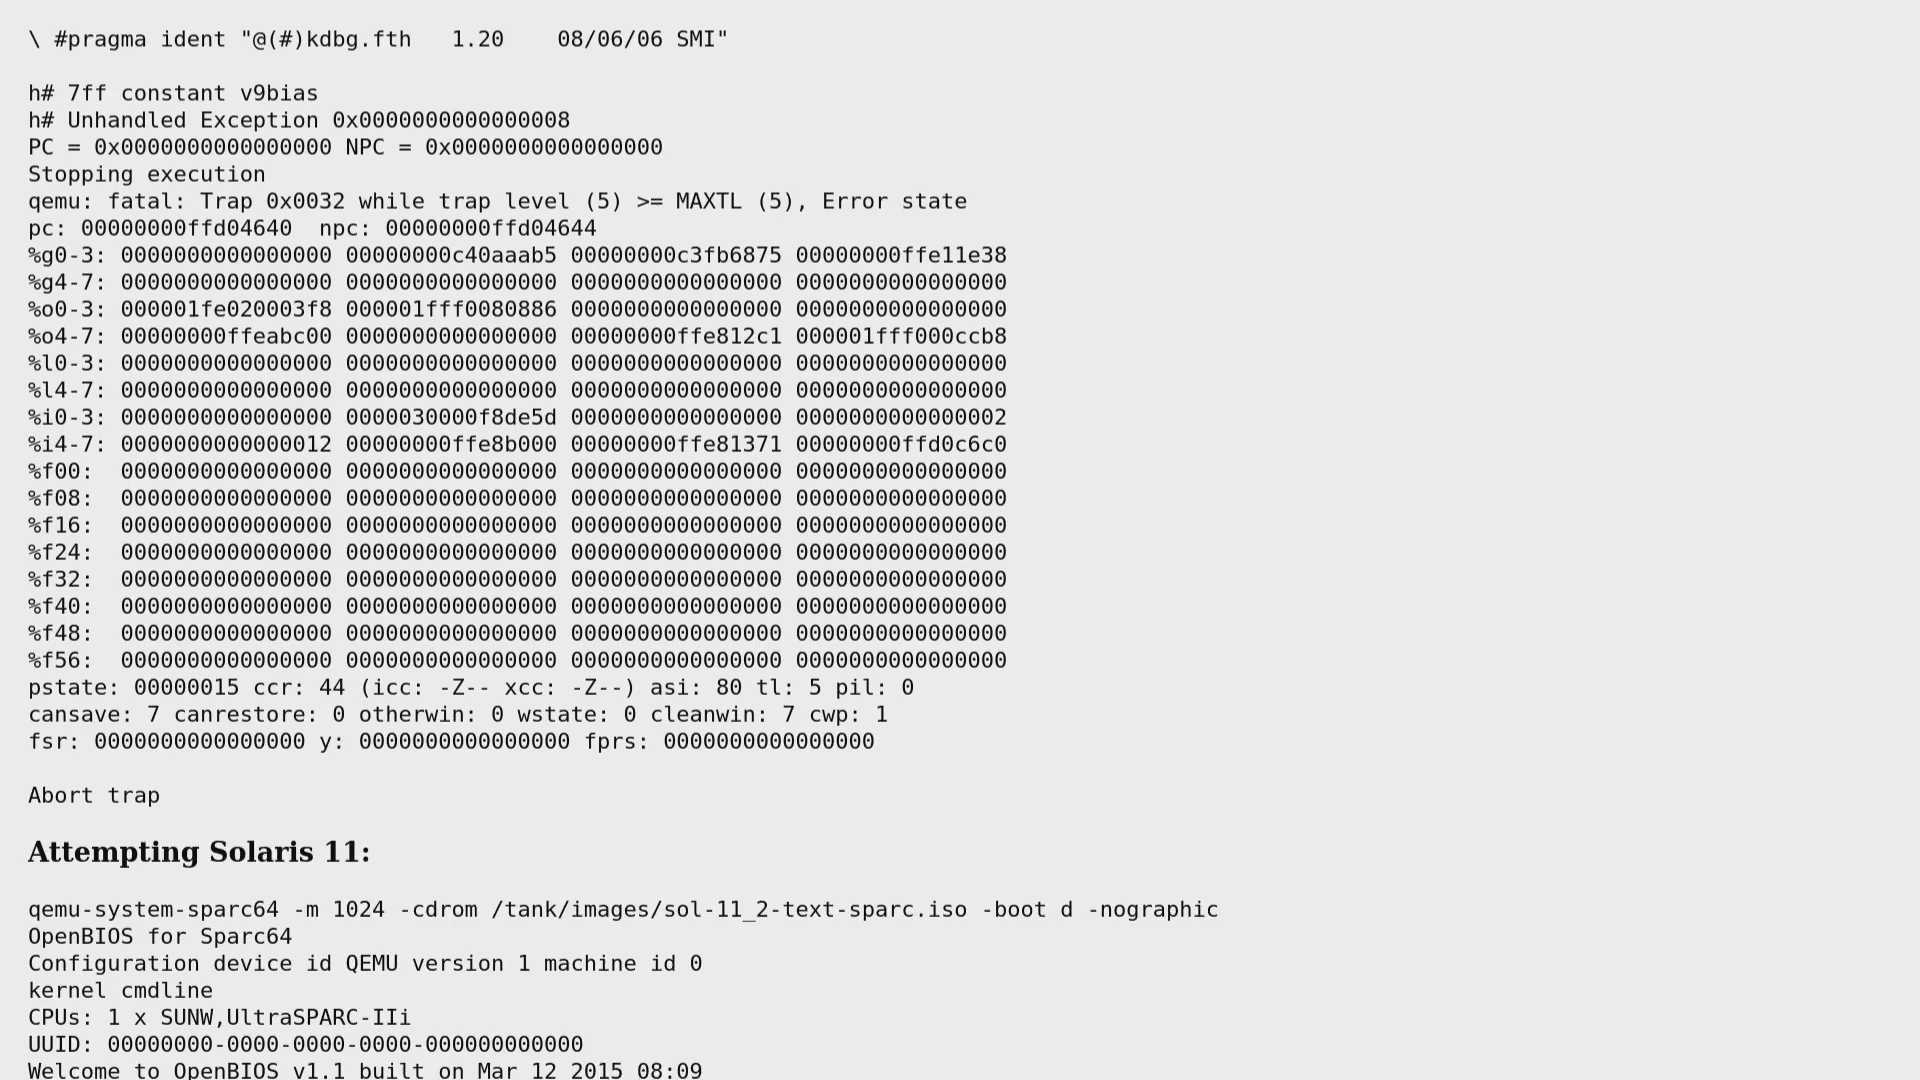 \ #pragma ident "@(#)kdbg.fth   1.20    08/06/06 SMI"
h# 7ff constant v9bias
h# Unhandled Exception 0x0000000000000008
PC = 0x0000000000000000 NPC = 0x0000000000000000
Stopping execution
qemu: fatal: Trap 0x0032 while trap level (5) >= MAXTL (5), Error state
pc: 00000000ffd04640  npc: 00000000ffd04644
%g0-3: 0000000000000000 00000000c40aaab5 00000000c3fb6875 00000000ffe11e38
%g4-7: 0000000000000000 0000000000000000 0000000000000000 0000000000000000
%o0-3: 000001fe020003f8 000001fff0080886 0000000000000000 0000000000000000
%o4-7: 00000000ffeabc00 0000000000000000 00000000ffe812c1 000001fff000ccb8
%l0-3: 0000000000000000 0000000000000000 0000000000000000 0000000000000000
%l4-7: 0000000000000000 0000000000000000 0000000000000000 0000000000000000
%i0-3: 0000000000000000 0000030000f8de5d 0000000000000000 0000000000000002
%i4-7: 0000000000000012 00000000ffe8b000 00000000ffe81371 00000000ffd0c6c0
%f00:  0000000000000000 0000000000000000 0000000000000000 0000000000000000
%f08:  0000000000000000 0000000000000000 0000000000000000 0000000000000000
%f16:  0000000000000000 0000000000000000 0000000000000000 0000000000000000
%f24:  0000000000000000 0000000000000000 0000000000000000 0000000000000000
%f32:  0000000000000000 0000000000000000 0000000000000000 0000000000000000
%f40:  0000000000000000 0000000000000000 0000000000000000 0000000000000000
%f48:  0000000000000000 0000000000000000 0000000000000000 0000000000000000
%f56:  0000000000000000 0000000000000000 0000000000000000 0000000000000000
pstate: 00000015 ccr: 44 (icc: -Z-- xcc: -Z--) asi: 80 tl: 5 pil: 0
cansave: 7 canrestore: 0 otherwin: 0 wstate: 0 cleanwin: 7 cwp: 1
fsr: 0000000000000000 y: 0000000000000000 fprs: 0000000000000000
Abort trap
Attempting Solaris 11:
qemu-system-sparc64 -m 1024 -cdrom /tank/images/sol-11_2-text-sparc.iso -boot d -nographic
OpenBIOS for Sparc64
Configuration device id QEMU version 1 machine id 0
kernel cmdline
CPUs: 1 x SUNW,UltraSPARC-IIi
UUID: 00000000-0000-0000-0000-000000000000
Welcome to OpenBIOS v1.1 built on Mar 12 2015 08:09